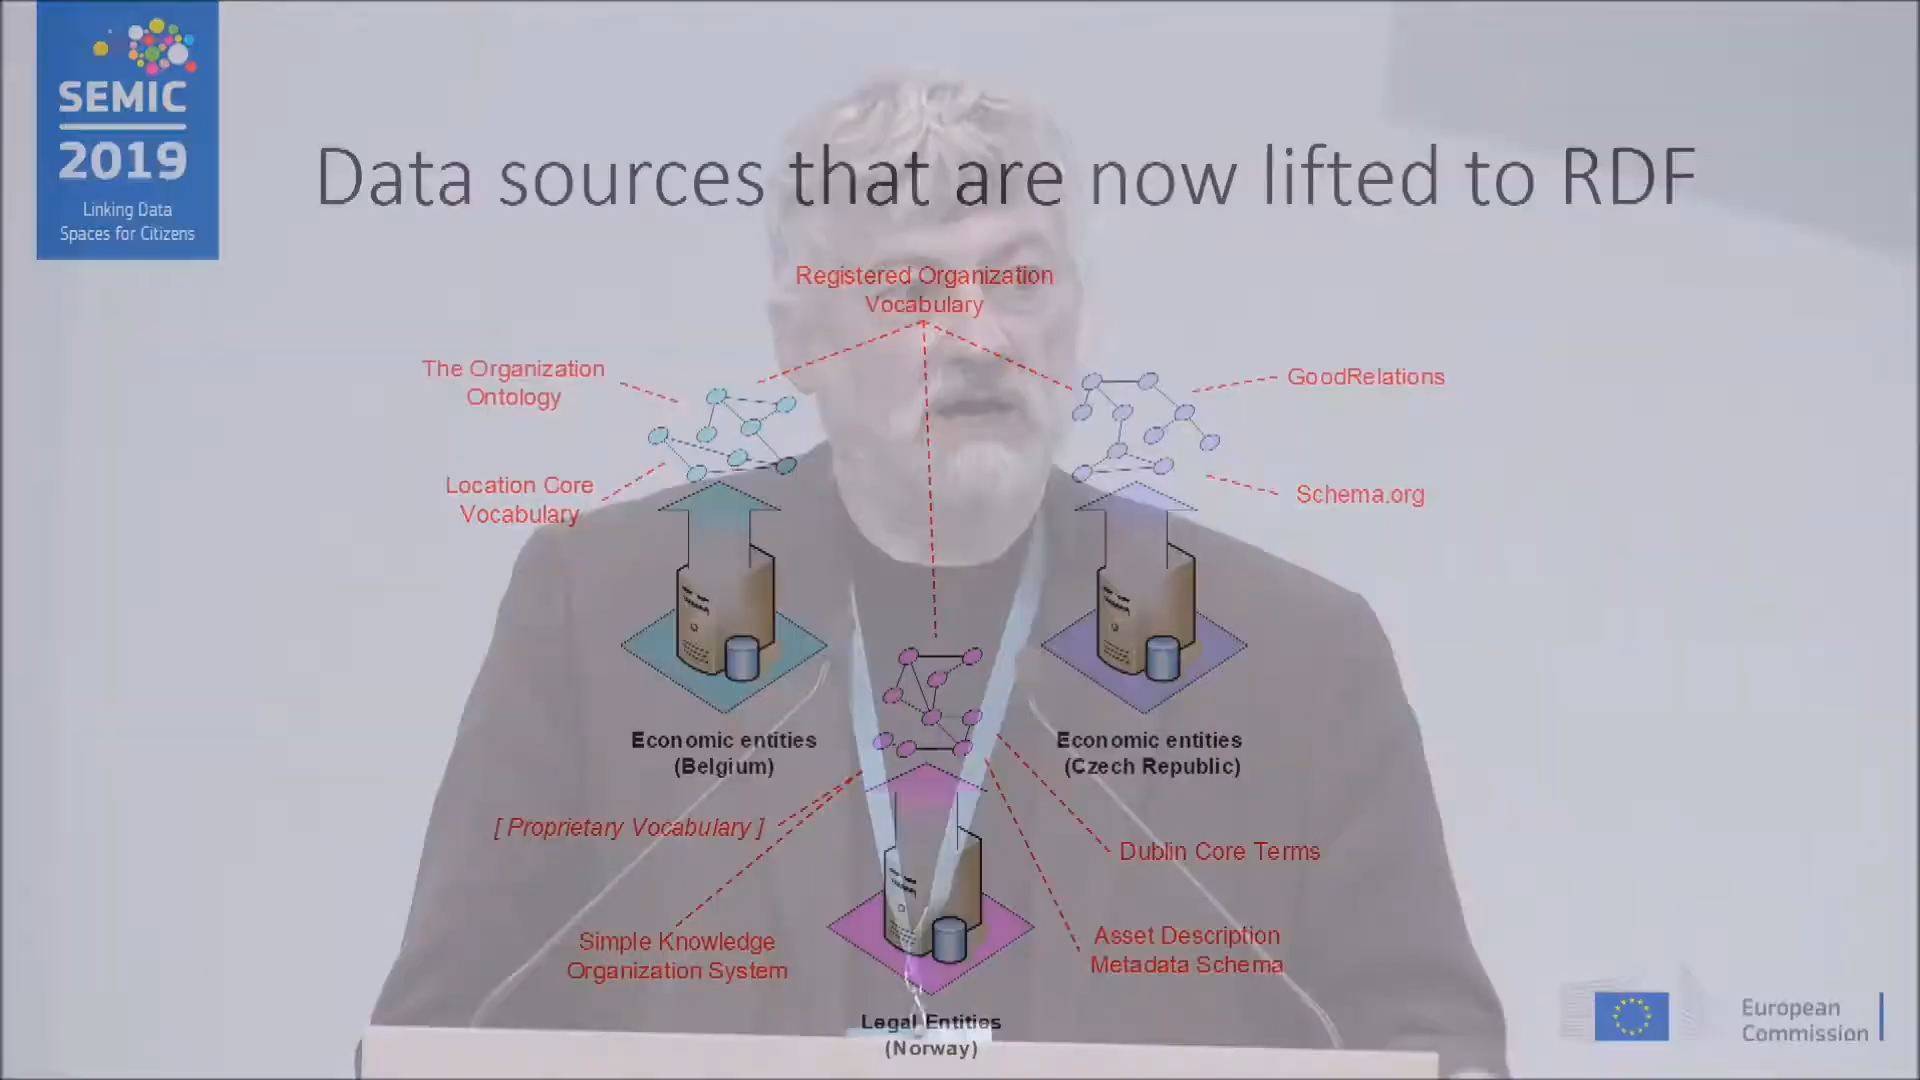 SEMIC
2019
Linking Data
Spaces for Citizens
Data sources that are now lifted to RDF
Registered Organization
Vocabulary
The Organization
Ontology
GoodRelations
Location Core
Vocabulary
Schema.org
Economic entities
(Belgium)
Economic entities
(Czech Republic)
[ Proprietary Vocabulary ]
Dublin Core Terms
Simple Knowledge
Organization System
Asset Description
Metadata Schema
Legal Entities
(Norway)
European
Commission